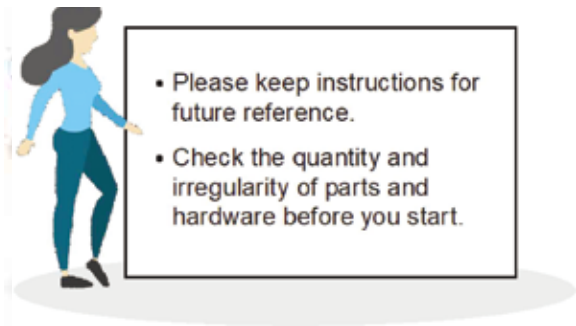 • Please keep instructions for
future reference.
• Check the quantity and
irregularity of parts and
hardware before you start.